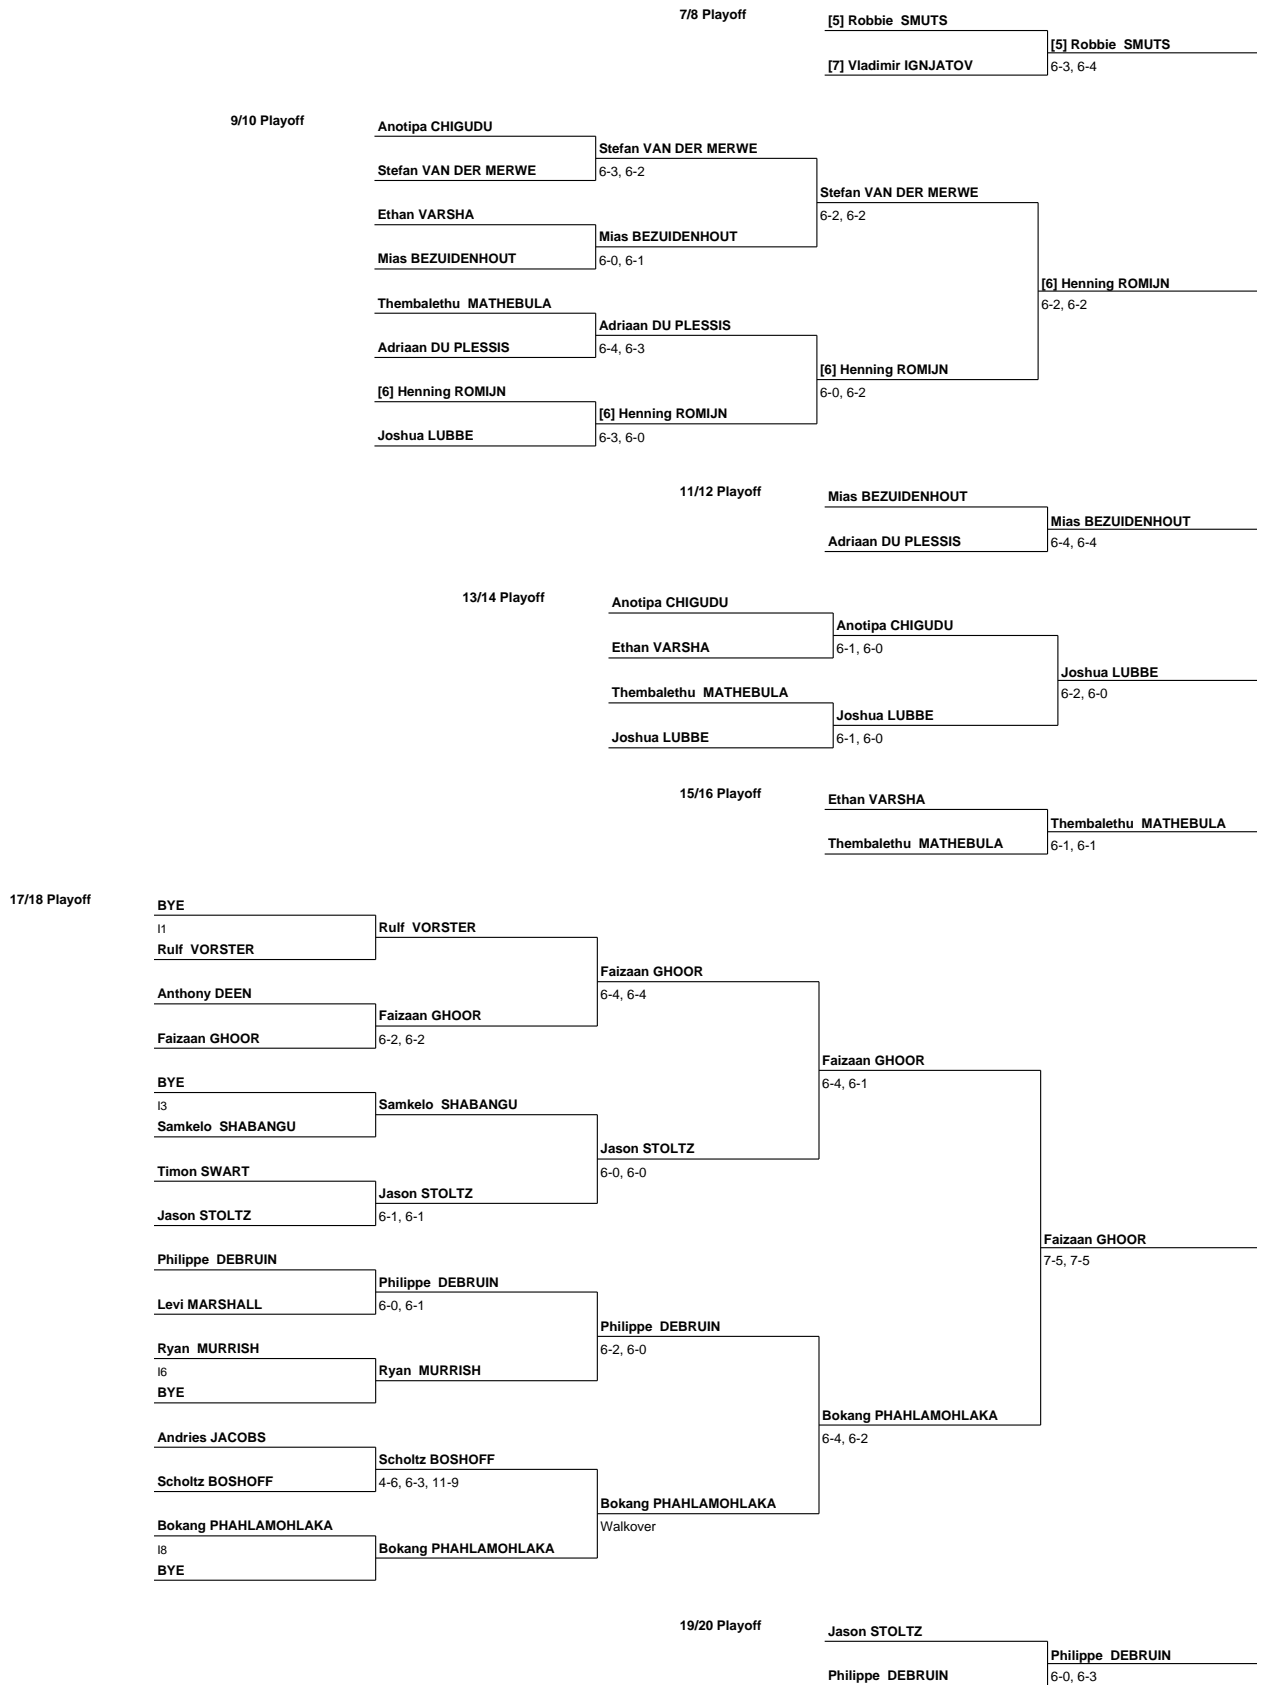 7/8 Playoff
[5] Robbie SMUTS
[5] Robbie SMUTS
[7] Vladimir IGNJATOV
6-3, 6-4
9/10 Playoff
Anotipa CHIGUDU
Stefan VAN DER MERWE
Stefan VAN DER MERWE
6-3, 6-2
Stefan VAN DER MERWE
6-2, 6-2
Ethan VARSHA
Mias BEZUIDENHOUT
Mias BEZUIDENHOUT
6-0, 6-1
[6] Henning ROMIJN
6-2, 6-2
Thembalethu MATHEBULA
Adriaan DU PLESSIS
Adriaan DU PLESSIS
6-4, 6-3
[6] Henning ROMIJN
6-0, 6-2
[6] Henning ROMIJN
[6] Henning ROMIJN
Joshua LUBBE
6-3, 6-0
11/12 Playoff
Mias BEZUIDENHOUT
Mias BEZUIDENHOUT
Adriaan DU PLESSIS
6-4, 6-4
13/14 Playoff
Anotipa CHIGUDU
Anotipa CHIGUDU
Ethan VARSHA
6-1, 6-0
Joshua LUBBE
6-2, 6-0
Thembalethu MATHEBULA
Joshua LUBBE
Joshua LUBBE
6-1, 6-0
15/16 Playoff
Ethan VARSHA
Thembalethu MATHEBULA
Thembalethu MATHEBULA
6-1, 6-1
17/18 Playoff
BYE
I1
Rulf VORSTER
Rulf VORSTER
Faizaan GHOOR
6-4, 6-4
Anthony DEEN
Faizaan GHOOR
Faizaan GHOOR
6-2, 6-2
Faizaan GHOOR
6-4, 6-1
BYE
I3
Samkelo SHABANGU
Samkelo SHABANGU
Jason STOLTZ
6-0, 6-0
Timon SWART
Jason STOLTZ
Jason STOLTZ
6-1, 6-1
Faizaan GHOOR
7-5, 7-5
Philippe DEBRUIN
Philippe DEBRUIN
Levi MARSHALL
6-0, 6-1
Philippe DEBRUIN
6-2, 6-0
Ryan MURRISH
I6
Ryan MURRISH
BYE
Bokang PHAHLAMOHLAKA
6-4, 6-2
Andries JACOBS
Scholtz BOSHOFF
Scholtz BOSHOFF
4-6, 6-3, 11-9
Bokang PHAHLAMOHLAKA
Walkover
Bokang PHAHLAMOHLAKA
I8
Bokang PHAHLAMOHLAKA
BYE
19/20 Playoff
Jason STOLTZ
Philippe DEBRUIN
Philippe DEBRUIN
6-0, 6-3